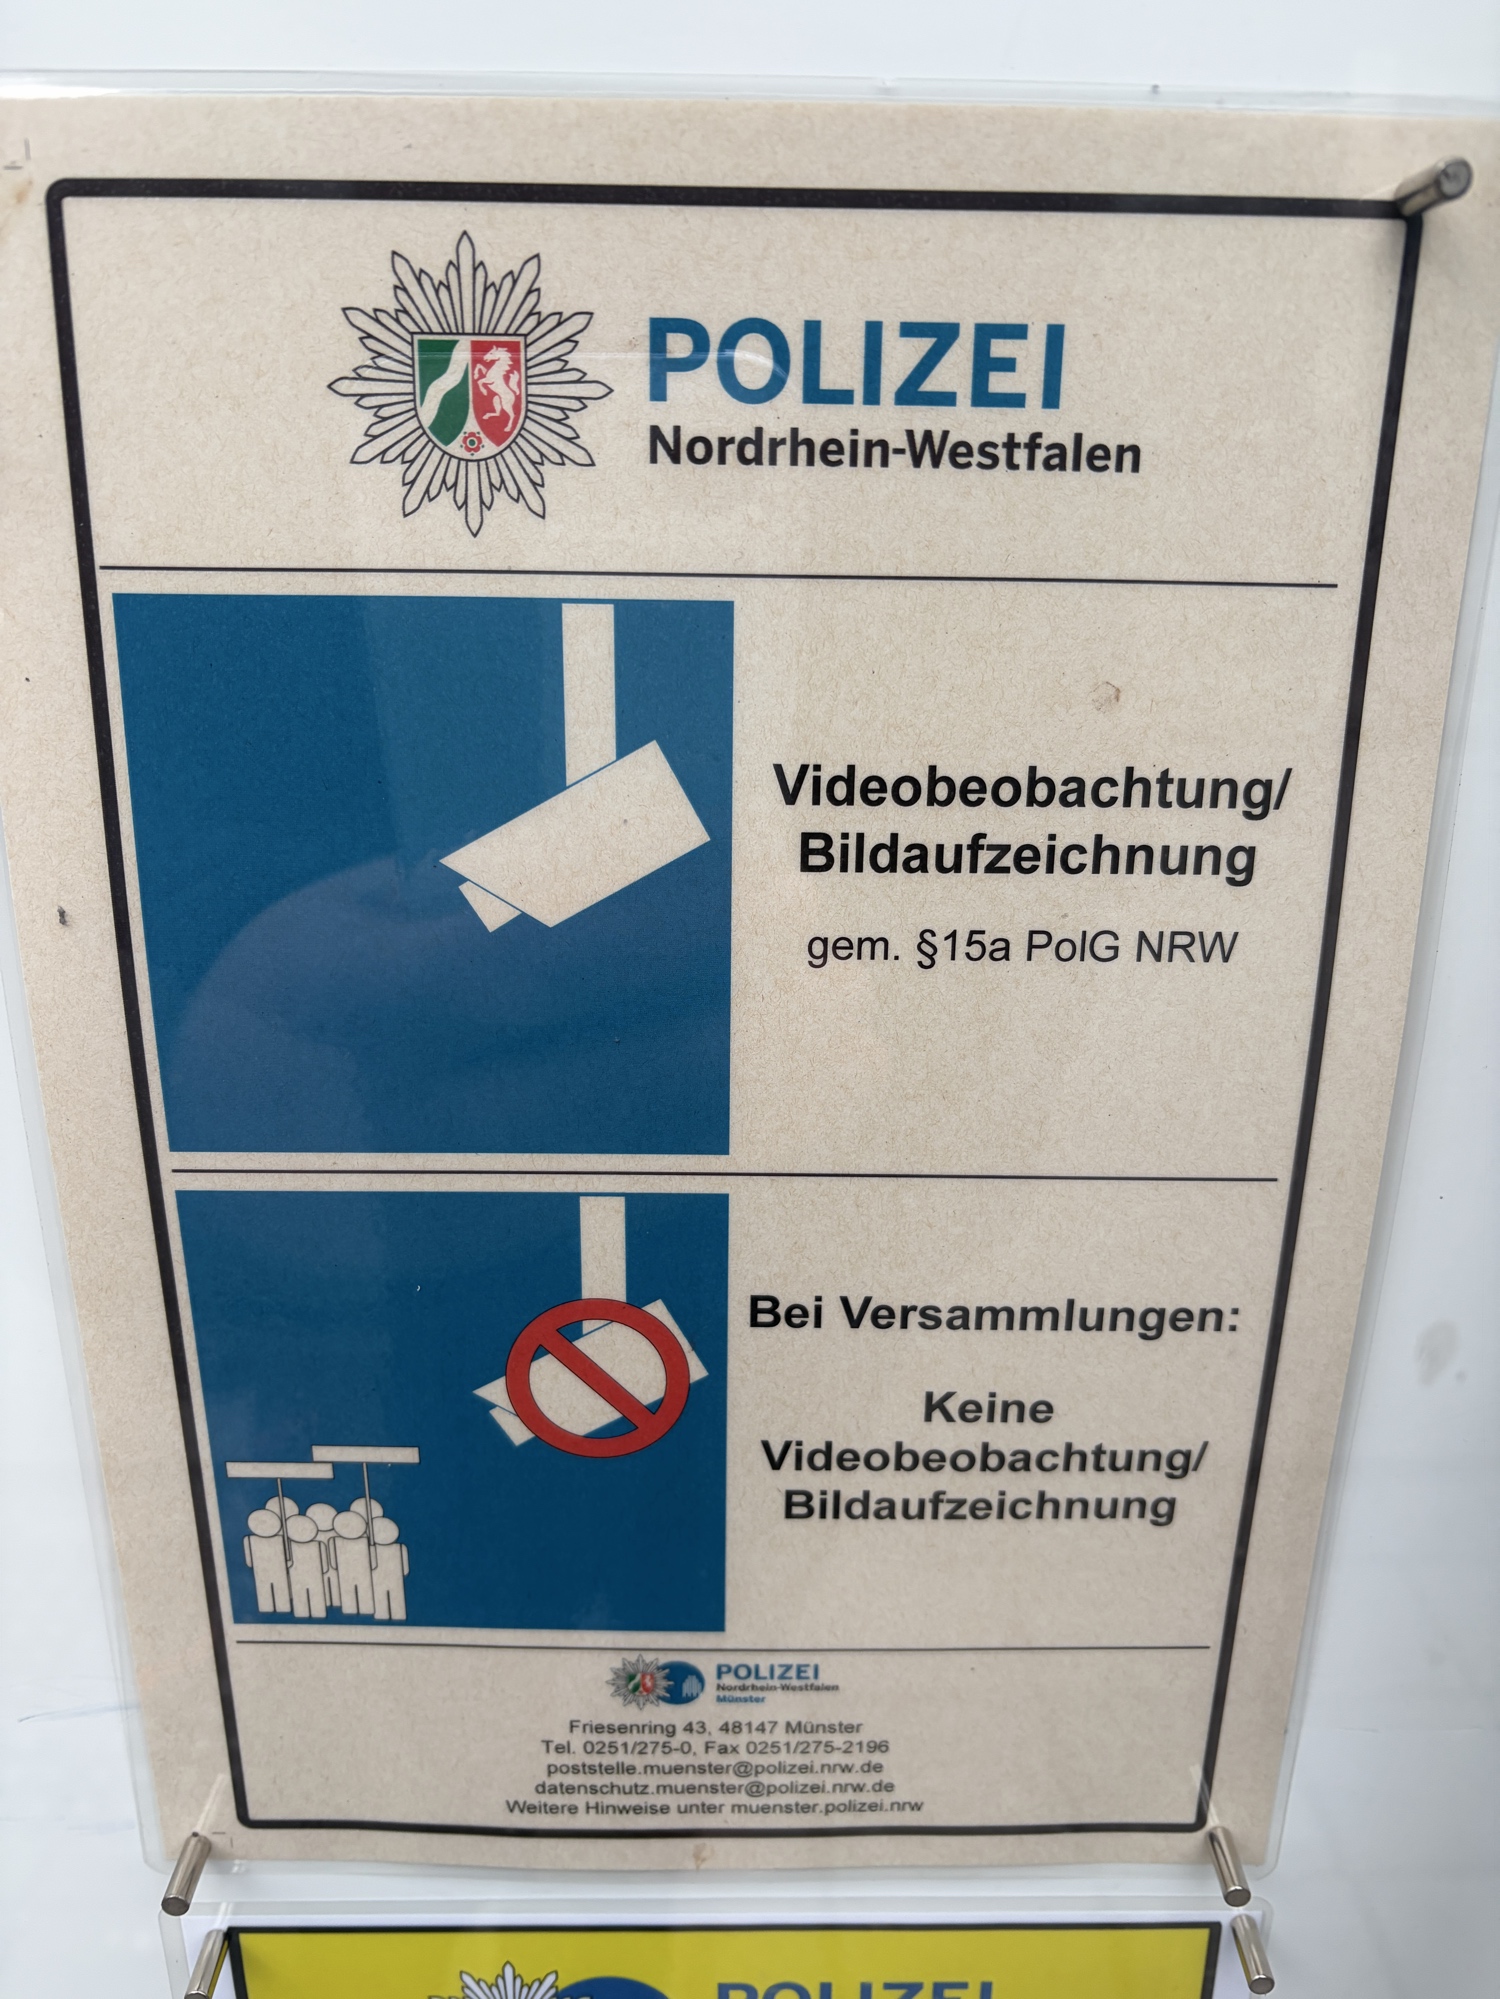 POLIZEI
Nordrhein-Westfalen
Videobeobachtung/
Bildaufzeichnung
gem. §15a PolG NRW
Bei Versammlungen:
Keine
Videobeobachtung/
Bildaufzeichnung
POLIZEI
Nordrhein-Westfalen
Münster
Friesenring 43, 48147 Münster
Tel. 0251/275-0, Fax 0251/275-2196
poststelle.muenster@polizei.nrw.de
datenschutz.muenster@polizei.nrw.de
Weitere Hinweise unter muenster.polizei.nrw
POLIZEI